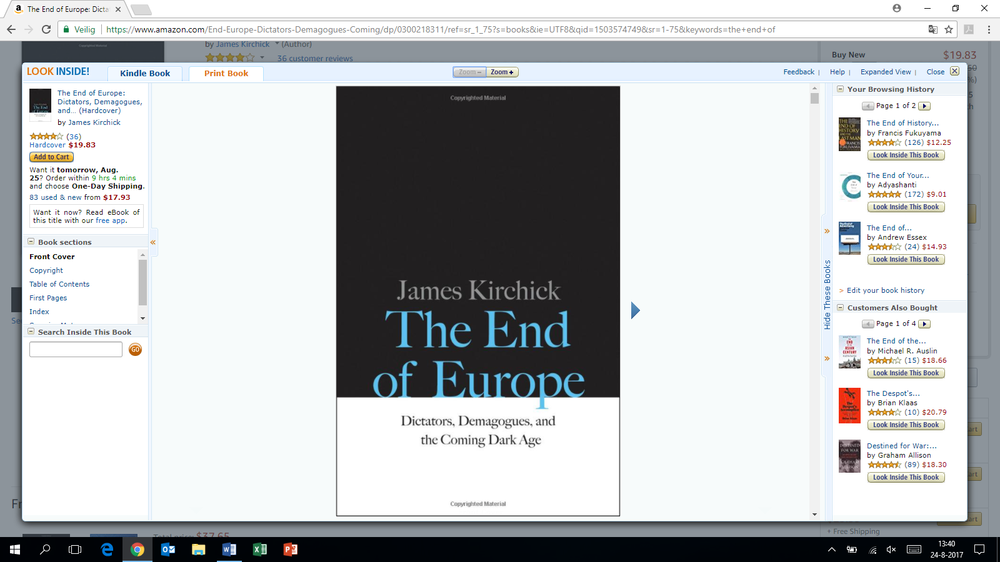 The End of Europe: Dicta
Veilig
https://www.amazon.com/End-Europe-Dictators-Demagogues-Coming/dp/0300218311/ref=sr_1_75?s=books&ie=UTF8&qid=1503574749&sr=1-75&keywords=the+end+of
by James Kirchick (Author)
36 customer reviews
Buy New $19.83
LOOK INSIDE!
Kindle Book
Print Book
Zoom –
Zoom +
Feedback |
Help |
Expanded View |
Close
The End of Europe:
Dictators, Demagogues,
and... (Hardcover)
by James Kirchick
(36)
Hardcover $19.83
Add to Cart
Want it tomorrow, Aug.
25? Order within 9 hrs 4 mins
and choose One-Day Shipping.
83 used & new from $17.93
Want it now? Read eBook of
this title with our free app.
Book sections
Front Cover
Copyright
Table of Contents
First Pages
Index
Search Inside This Book
GO
Copyrighted Material
James Kirchick
The End
of Europe
Dictators, Demagogues, and
the Coming Dark Age
Copyrighted Material
Hide These Books
Your Browsing History
Page 1 of 2
The End of History...
by Francis Fukuyama
(126) $12.25
Look Inside This Book
The End of Your...
by Adyashanti
(172) $9.01
Look Inside This Book
The End of...
by Andrew Essex
(24) $14.93
Look Inside This Book
> Edit your book history
Customers Also Bought
Page 1 of 4
The End of the...
by Michael R. Auslin
(15) $18.66
Look Inside This Book
The Despot's...
by Brian Klaas
(10) $20.79
Look Inside This Book
Destined for War:...
by Graham Allison
(89) $18.30
Look Inside This Book
Total price: $37.65
+ Free Shipping
13:40
24-8-2017